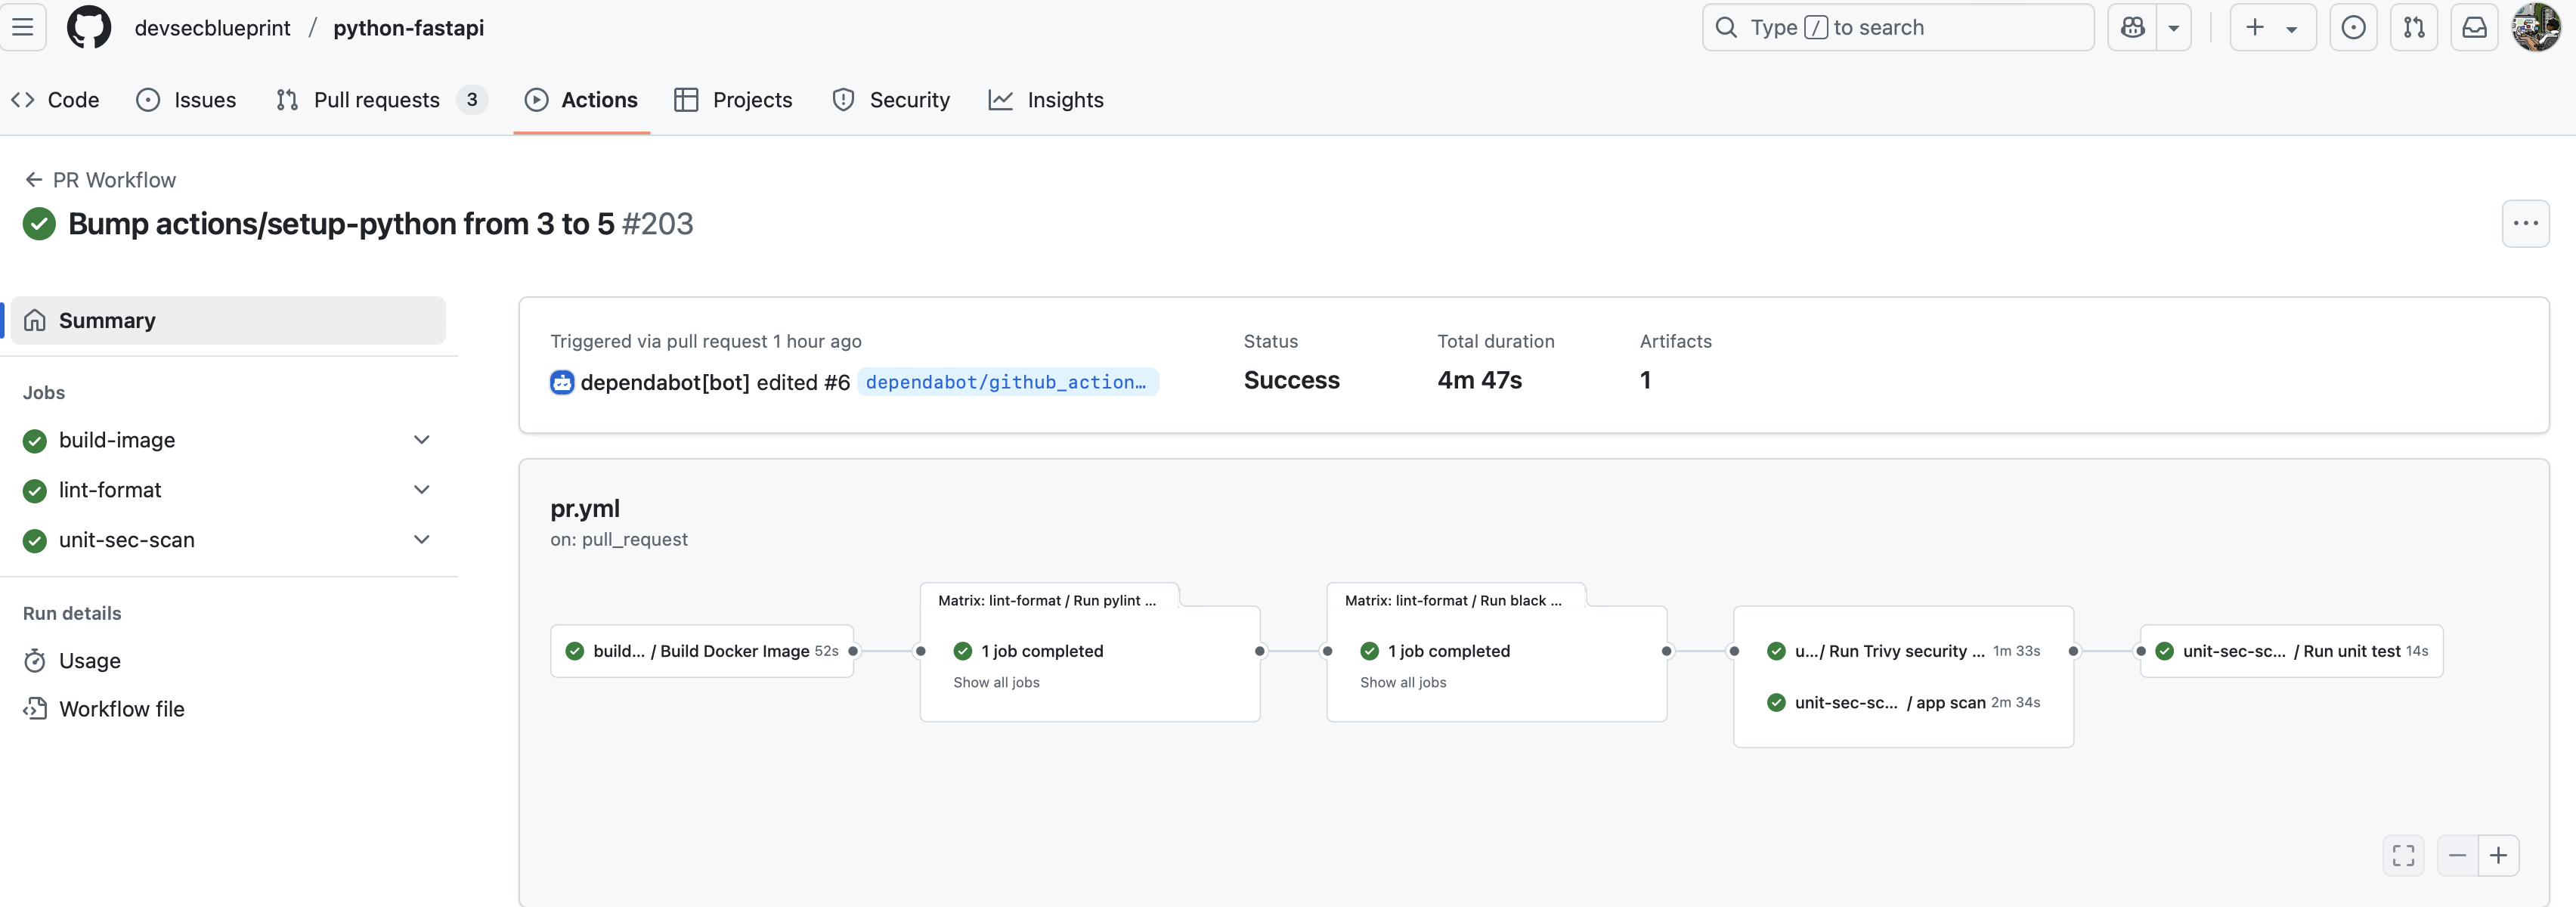 devsecblueprint / python-fastapi
Type / to search
Code
Issues
Pull requests 3
Actions
Projects
Security
Insights
PR Workflow
Bump actions/setup-python from 3 to 5 #203
Summary
Jobs
build-image
lint-format
unit-sec-scan
Run details
Usage
Workflow file
Triggered via pull request 1 hour ago
dependabot[bot] edited #6 dependabot/github_action…
Status
Success
Total duration
4m 47s
Artifacts
1
pr.yml
on: pull_request
build... / Build Docker Image 52s
Matrix: lint-format / Run pylint ...
1 job completed
Show all jobs
Matrix: lint-format / Run black ...
1 job completed
Show all jobs
u.../ Run Trivy security ... 1m 33s
unit-sec-sc... / app scan 2m 34s
unit-sec-sc... / Run unit test 14s